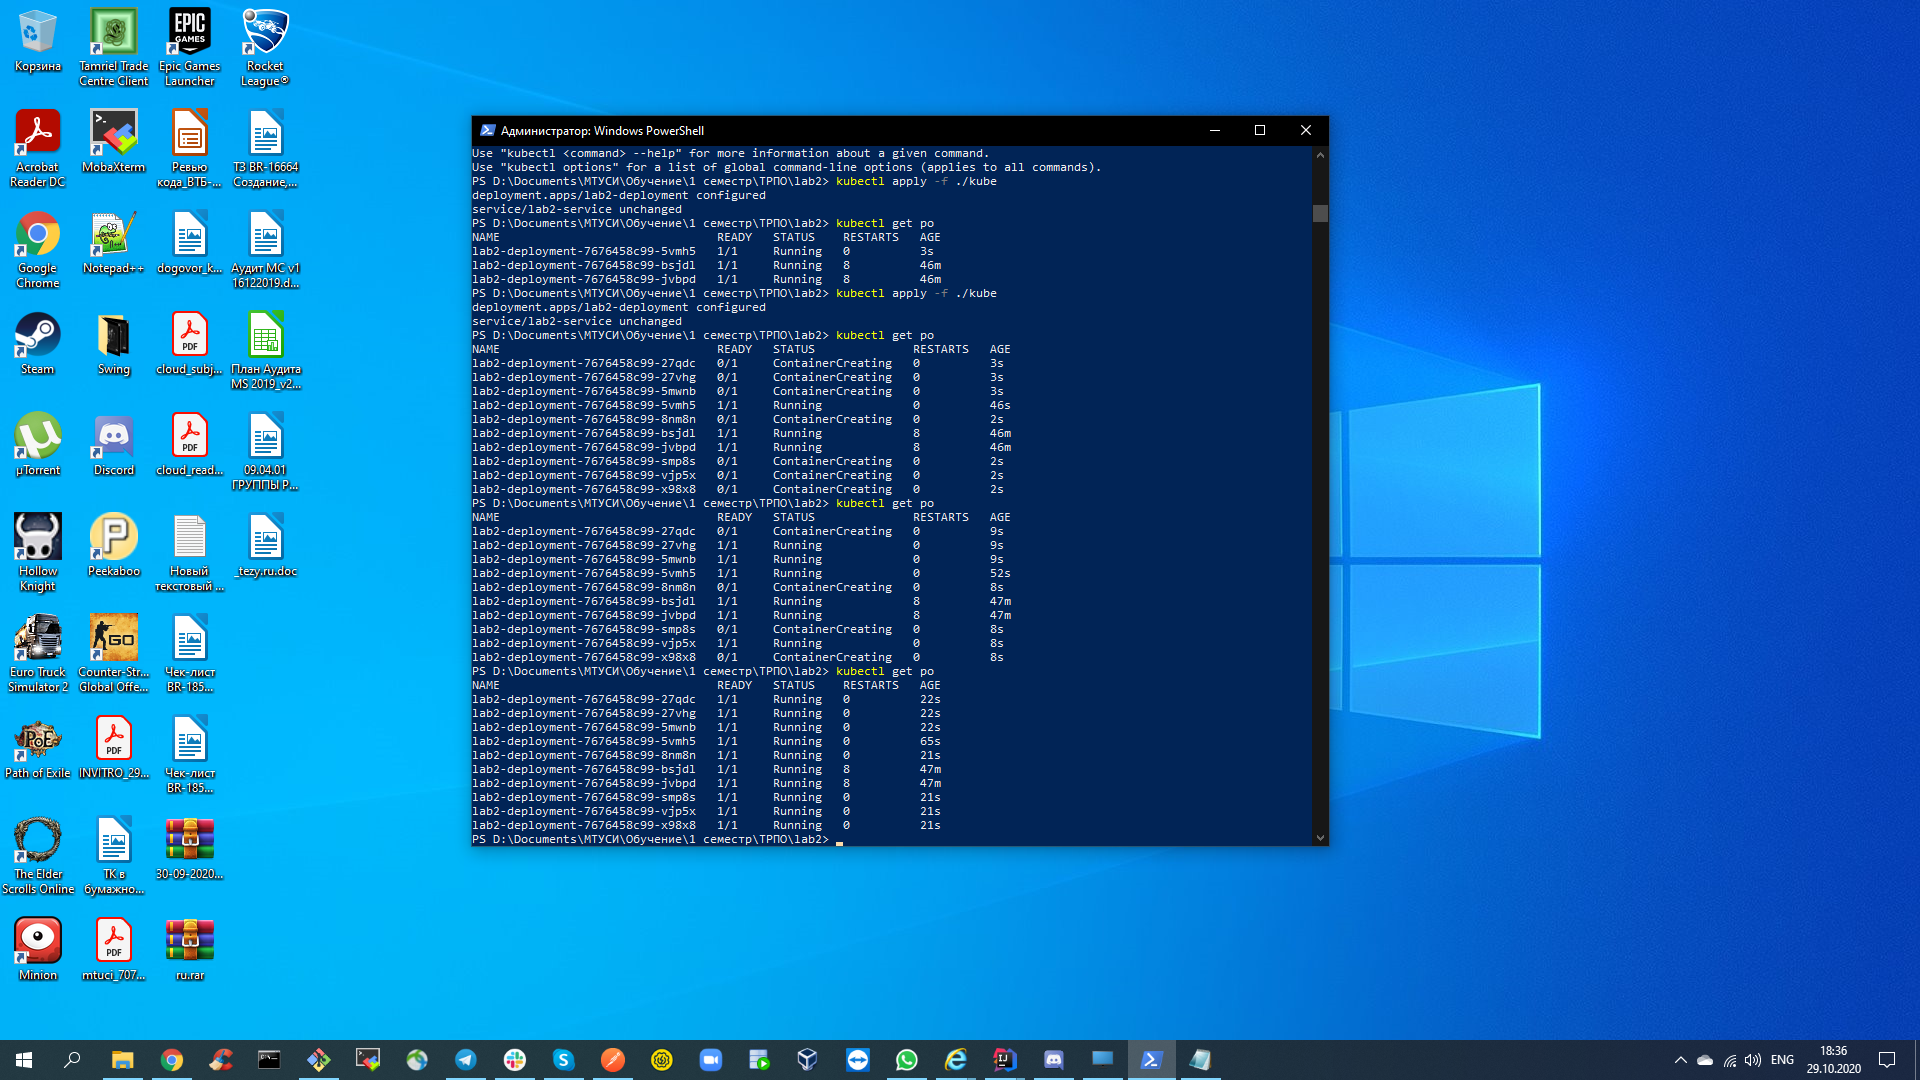 Корзина
Tamriel Trade
Centre Client
Epic Games
Launcher
EPIC
GAMES
Rocket
League®
Acrobat
Reader DC
MobaXterm
Ревью
кода_ВТБ-...
ТЗ BR-16664
Создание,...
Google
Chrome
Notepad++
dogovor_k...
Аудит МС v1
16122019.d...
Steam
Swing
PDF
cloud_subj...
План Аудита
MS 2019_v2...
µTorrent
Discord
PDF
cloud_read...
09.04.01
ГРУППЫ Р...
Hollow
Knight
Peekaboo
Новый
текстовый ...
_tezy.ru.doc
Euro Truck
Simulator 2
GO
Counter-Str...
Global Offe...
Чек-лист
BR-185...
Path of Exile
PDF
INVITRO_29...
Чек-лист
BR-185...
The Elder
Scrolls Online
ТК в
бумажно...
30-09-2020...
Minion
PDF
mtuci_707...
ru.rar
Администратор: Windows PowerShell
Use "kubectl <command> --help" for more information about a given command.
Use "kubectl options" for a list of global command-line options (applies to all commands).
PS D:\Documents\МТУСИ\Обучение\1 семестр\ТРПО\lab2> kubectl apply -f ./kube
deployment.apps/lab2-deployment configured
service/lab2-service unchanged
PS D:\Documents\МТУСИ\Обучение\1 семестр\ТРПО\lab2> kubectl get po
NAME READY STATUS RESTARTS AGE
lab2-deployment-7676458c99-5vmh5 1/1 Running 0 3s
lab2-deployment-7676458c99-bsjdl 1/1 Running 8 46m
lab2-deployment-7676458c99-jvbpd 1/1 Running 8 46m
PS D:\Documents\МТУСИ\Обучение\1 семестр\ТРПО\lab2> kubectl apply -f ./kube
deployment.apps/lab2-deployment configured
service/lab2-service unchanged
PS D:\Documents\МТУСИ\Обучение\1 семестр\ТРПО\lab2> kubectl get po
NAME READY STATUS RESTARTS AGE
lab2-deployment-7676458c99-27qdc 0/1 ContainerCreating 0 3s
lab2-deployment-7676458c99-27vhg 0/1 ContainerCreating 0 3s
lab2-deployment-7676458c99-5mwnb 0/1 ContainerCreating 0 3s
lab2-deployment-7676458c99-5vmh5 1/1 Running 0 46s
lab2-deployment-7676458c99-8nm8n 0/1 ContainerCreating 0 2s
lab2-deployment-7676458c99-bsjdl 1/1 Running 8 46m
lab2-deployment-7676458c99-jvbpd 1/1 Running 8 46m
lab2-deployment-7676458c99-smp8s 0/1 ContainerCreating 0 2s
lab2-deployment-7676458c99-vjp5x 0/1 ContainerCreating 0 2s
lab2-deployment-7676458c99-x98x8 0/1 ContainerCreating 0 2s
PS D:\Documents\МТУСИ\Обучение\1 семестр\ТРПО\lab2> kubectl get po
NAME READY STATUS RESTARTS AGE
lab2-deployment-7676458c99-27qdc 0/1 ContainerCreating 0 9s
lab2-deployment-7676458c99-27vhg 1/1 Running 0 9s
lab2-deployment-7676458c99-5mwnb 1/1 Running 0 9s
lab2-deployment-7676458c99-5vmh5 1/1 Running 0 52s
lab2-deployment-7676458c99-8nm8n 0/1 ContainerCreating 0 8s
lab2-deployment-7676458c99-bsjdl 1/1 Running 8 47m
lab2-deployment-7676458c99-jvbpd 1/1 Running 8 47m
lab2-deployment-7676458c99-smp8s 0/1 ContainerCreating 0 8s
lab2-deployment-7676458c99-vjp5x 1/1 Running 0 8s
lab2-deployment-7676458c99-x98x8 0/1 ContainerCreating 0 8s
PS D:\Documents\МТУСИ\Обучение\1 семестр\ТРПО\lab2> kubectl get po
NAME READY STATUS RESTARTS AGE
lab2-deployment-7676458c99-27qdc 1/1 Running 0 22s
lab2-deployment-7676458c99-27vhg 1/1 Running 0 22s
lab2-deployment-7676458c99-5mwnb 1/1 Running 0 22s
lab2-deployment-7676458c99-5vmh5 1/1 Running 0 65s
lab2-deployment-7676458c99-8nm8n 1/1 Running 0 21s
lab2-deployment-7676458c99-bsjdl 1/1 Running 8 47m
lab2-deployment-7676458c99-jvbpd 1/1 Running 8 47m
lab2-deployment-7676458c99-smp8s 1/1 Running 0 21s
lab2-deployment-7676458c99-vjp5x 1/1 Running 0 21s
lab2-deployment-7676458c99-x98x8 1/1 Running 0 21s
PS D:\Documents\МТУСИ\Обучение\1 семестр\ТРПО\lab2>
ENG
18:36
29.10.2020